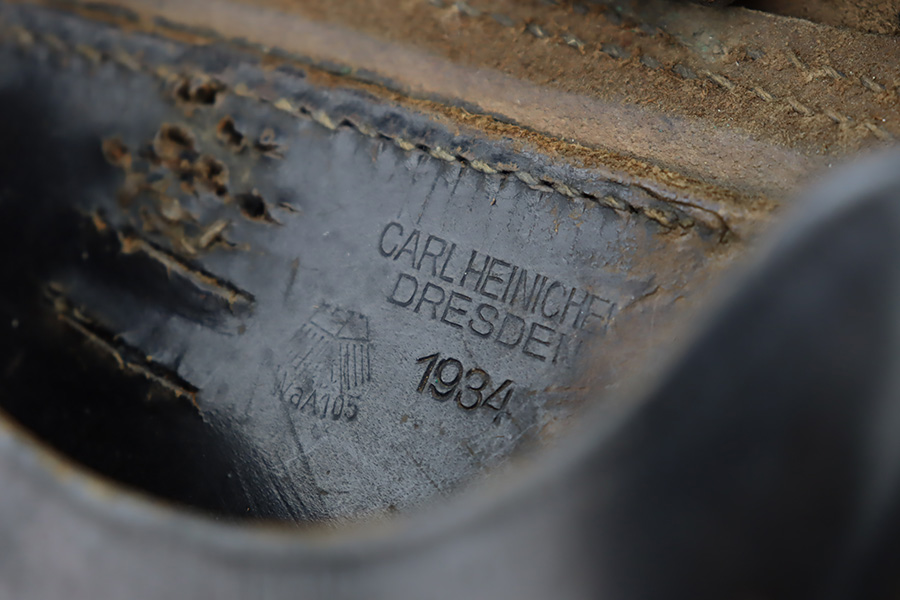 CARL HEINICHEN
DRESDEN
1934
WaA105